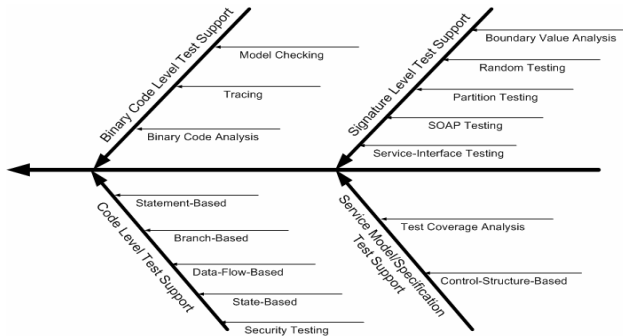 Binary Code Level Test Support
Model Checking
Tracing
Binary Code Analysis
Signature Level Test Support
Boundary Value Analysis
Random Testing
Partition Testing
SOAP Testing
Service-Interface Testing
Code Level Test Support
Statement-Based
Branch-Based
Data-Flow-Based
State-Based
Security Testing
Service Model/Specification
Test Support
Test Coverage Analysis
Control-Structure-Based